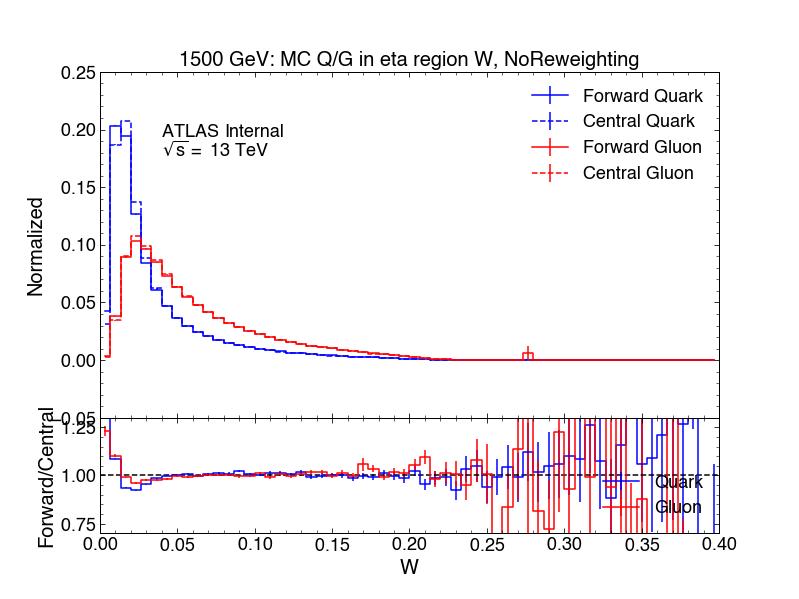 1500 GeV: MC Q/G in eta region W, NoReweighting
0.25
0.20
0.15
0.10
0.05
0.00
0.05
Normalized
ATLAS Internal
√s = 13 TeV
Forward Quark
Central Quark
Forward Gluon
Central Gluon
1.25
1.00
0.75
Forward/Central
Quark
Gluon
0.00 0.05 0.10 0.15 0.20 0.25 0.30 0.35 0.40
W